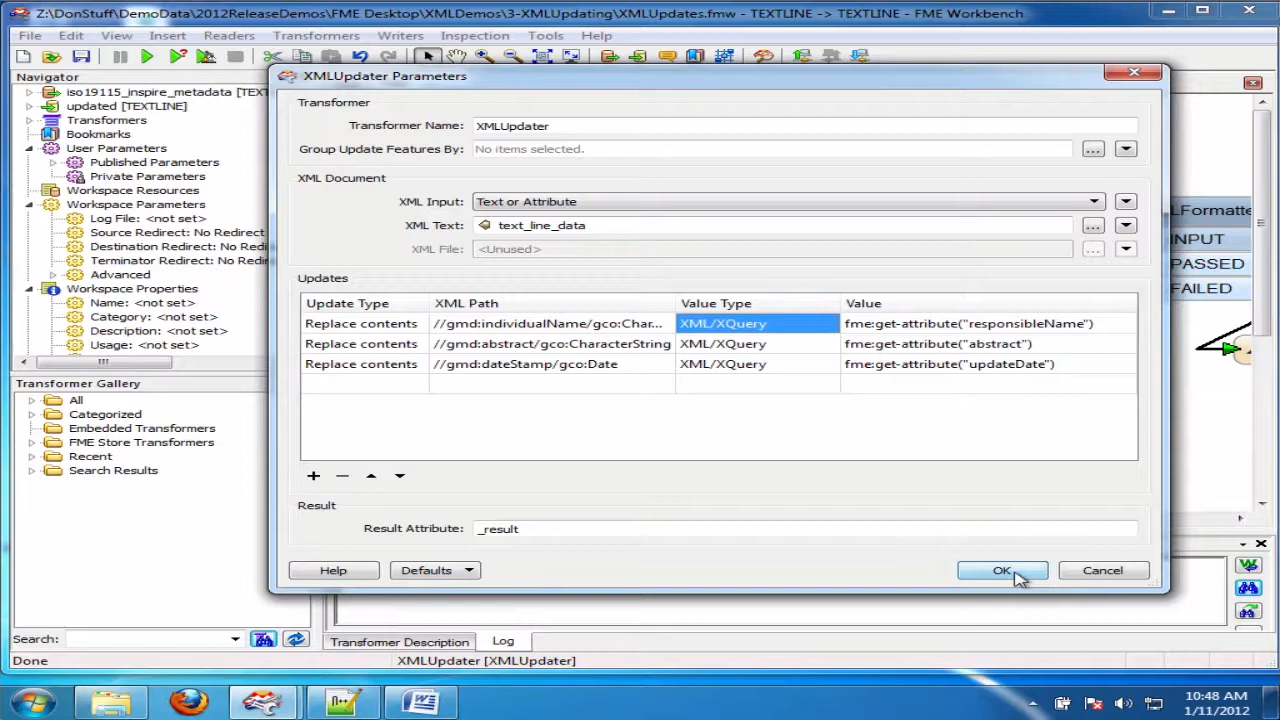 Z:\DonStuff\DemoData\2012ReleaseDemos\FME Desktop\XMLDemos\3-XMLUpdating\XMLUpdates.fmw - TEXTLINE -> TEXTLINE - FME Workbench
File Edit View Insert Readers Transformers Writers Inspection Tools Help
Navigator
iso19115_inspire_metadata [TEXT
updated [TEXTLINE]
Transformers
Bookmarks
User Parameters
Published Parameters
Private Parameters
Workspace Resources
Workspace Parameters
Log File: <not set>
Source Redirect: No Redirect
Destination Redirect: No Redire
Terminator Redirect: No Redire
Advanced
Workspace Properties
Name: <not set>
Category: <not set>
Description: <not set>
Usage: <not set>
Transformer Gallery
All
Categorized
Embedded Transformers
FME Store Transformers
Recent
Search Results
Search:
XMLUpdater Parameters
Transformer
Transformer Name: XMLUpdater
Group Update Features By: No items selected.
XML Document
XML Input: Text or Attribute
XML Text: text_line_data
XML File: <Unused>
Updates
Update Type XML Path Value Type Value
Replace contents //gmd:individualName/gco:Char... XML/XQuery fme:get-attribute("responsibleName")
Replace contents //gmd:abstract/gco:CharacterString XML/XQuery fme:get-attribute("abstract")
Replace contents //gmd:dateStamp/gco:Date XML/XQuery fme:get-attribute("updateDate")
Result
Result Attribute: _result
Help Defaults OK Cancel
LFormatte
INPUT
PASSED
FAILED
Transformer Description Log
Done XMLUpdater [XMLUpdater]
10:48 AM
1/11/2012